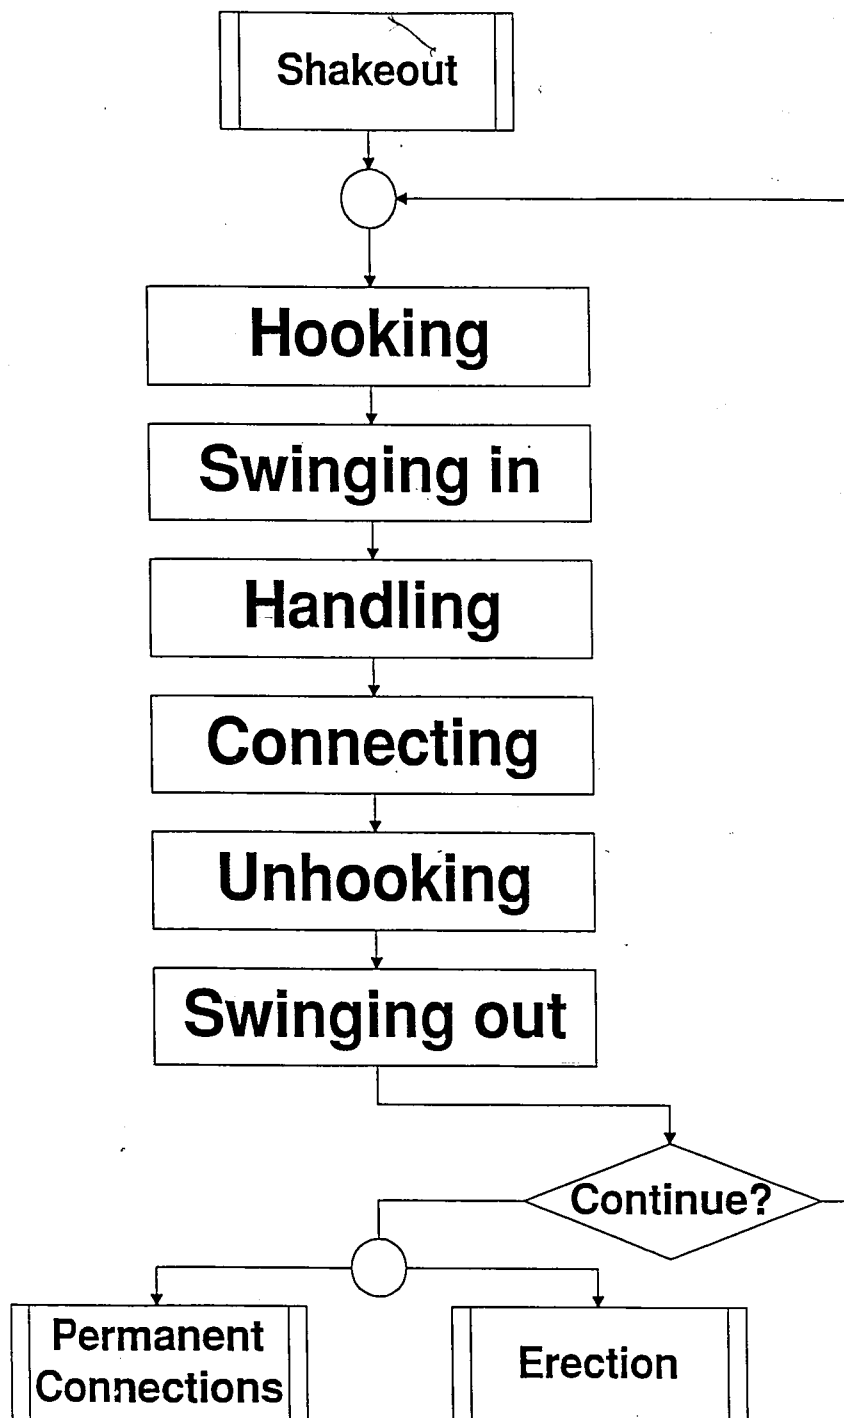 Shakeout
Hooking
Swinging in
Handling
Connecting
Unhooking
Swinging out
Continue?
Permanent
Connections
Erection